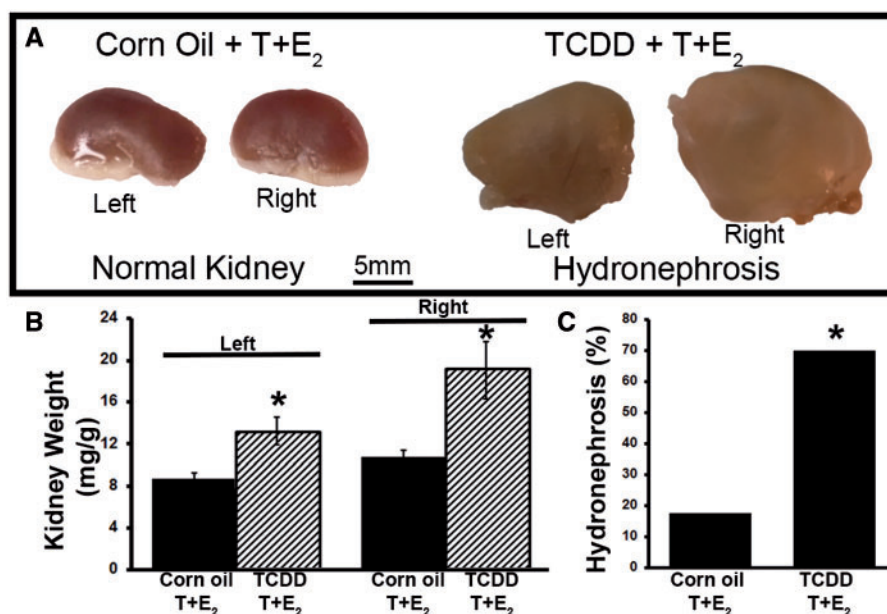 A
Corn Oil + T+E₂
TCDD + T+E₂
Left
Right
Left
Right
Normal Kidney
5mm
Hydronephrosis
B
Kidney Weight
(mg/g)
24
20
16
12
8
4
0
Left
Right
*
*
Corn oil
T+E₂
TCDD
T+E₂
Corn oil
T+E₂
TCDD
T+E₂
C
Hydronephrosis (%)
80
70
60
50
40
30
20
10
0
*
Corn oil
T+E₂
TCDD
T+E₂